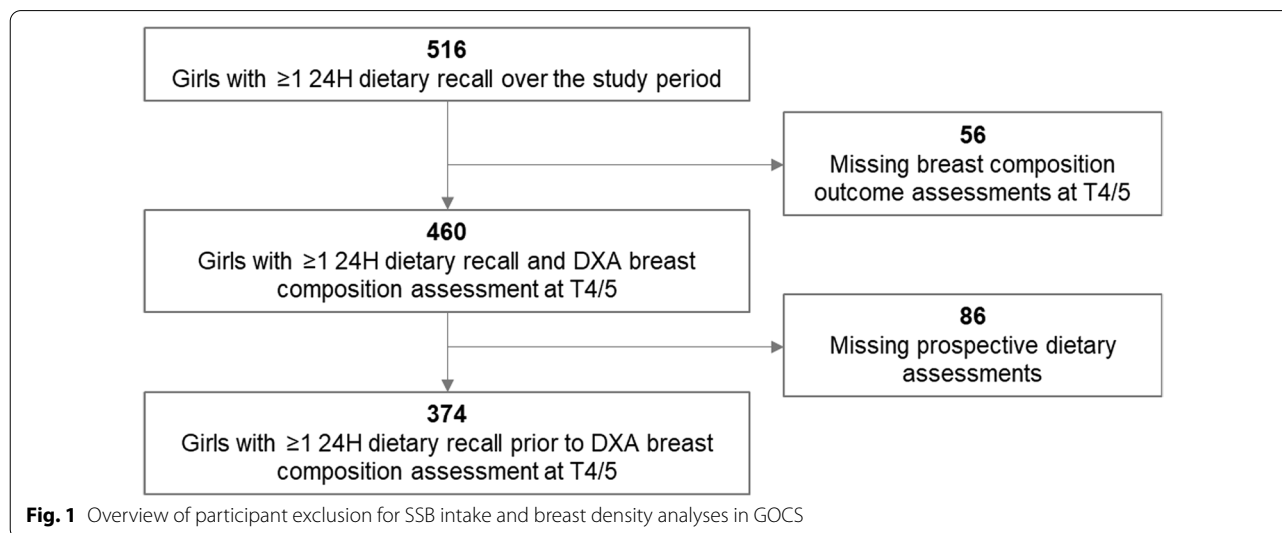 516
Girls with ≥1 24H dietary recall over the study period
56
Missing breast composition
outcome assessments at T4/5
460
Girls with ≥1 24H dietary recall and DXA breast
composition assessment at T4/5
86
Missing prospective dietary
assessments
374
Girls with ≥1 24H dietary recall prior to DXA breast
composition assessment at T4/5
Fig. 1 Overview of participant exclusion for SSB intake and breast density analyses in GOCS